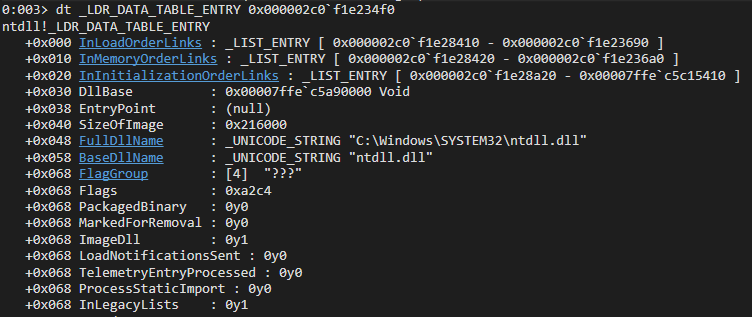 0:003> dt _LDR_DATA_TABLE_ENTRY 0x000002c0`f1e234f0
ntdll!_LDR_DATA_TABLE_ENTRY
   +0x000 InLoadOrderLinks : _LIST_ENTRY [ 0x000002c0`f1e28410 - 0x000002c0`f1e23690 ]
   +0x010 InMemoryOrderLinks : _LIST_ENTRY [ 0x000002c0`f1e28420 - 0x000002c0`f1e236a0 ]
   +0x020 InInitializationOrderLinks : _LIST_ENTRY [ 0x000002c0`f1e28a20 - 0x00007ffe`c5c15410 ]
   +0x030 DllBase          : 0x00007ffe`c5a90000 Void
   +0x038 EntryPoint       : (null)
   +0x040 SizeOfImage      : 0x216000
   +0x048 FullDllName      : _UNICODE_STRING "C:\Windows\SYSTEM32\ntdll.dll"
   +0x058 BaseDllName      : _UNICODE_STRING "ntdll.dll"
   +0x068 FlagGroup        : [4]  "???"
   +0x068 Flags            : 0xa2c4
   +0x068 PackagedBinary   : 0y0
   +0x068 MarkedForRemoval : 0y0
   +0x068 ImageDll         : 0y1
   +0x068 LoadNotificationsSent : 0y0
   +0x068 TelemetryEntryProcessed : 0y0
   +0x068 ProcessStaticImport : 0y0
   +0x068 InLegacyLists    : 0y1